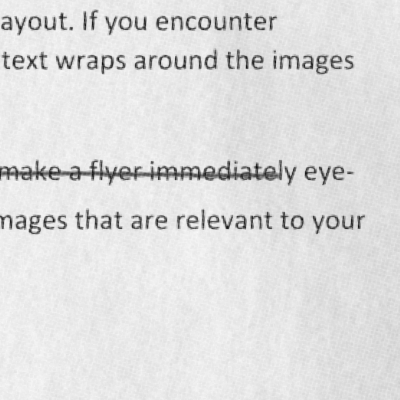 ayout. If you encounter
text wraps around the images
make a flyer immediately eye-
mages that are relevant to your